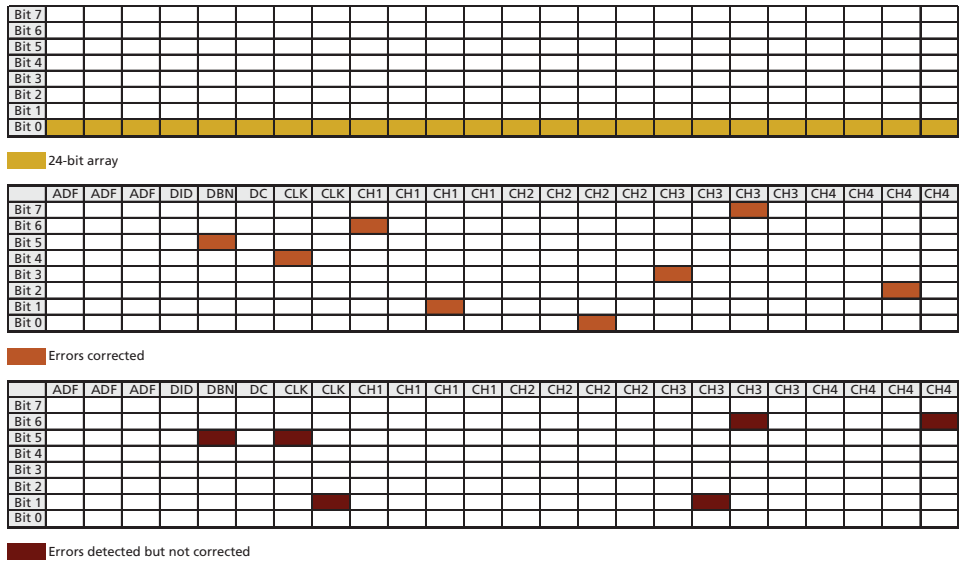 Bit 7
Bit 6
Bit 5
Bit 4
Bit 3
Bit 2
Bit 1
Bit 0
24-bit array
ADF ADF ADF DID DBN DC CLK CLK CH1 CH1 CH1 CH1 CH2 CH2 CH2 CH2 CH3 CH3 CH3 CH3 CH4 CH4 CH4 CH4
Bit 7
Bit 6
Bit 5
Bit 4
Bit 3
Bit 2
Bit 1
Bit 0
Errors corrected
ADF ADF ADF DID DBN DC CLK CLK CH1 CH1 CH1 CH1 CH2 CH2 CH2 CH2 CH3 CH3 CH3 CH3 CH4 CH4 CH4 CH4
Bit 7
Bit 6
Bit 5
Bit 4
Bit 3
Bit 2
Bit 1
Bit 0
Errors detected but not corrected